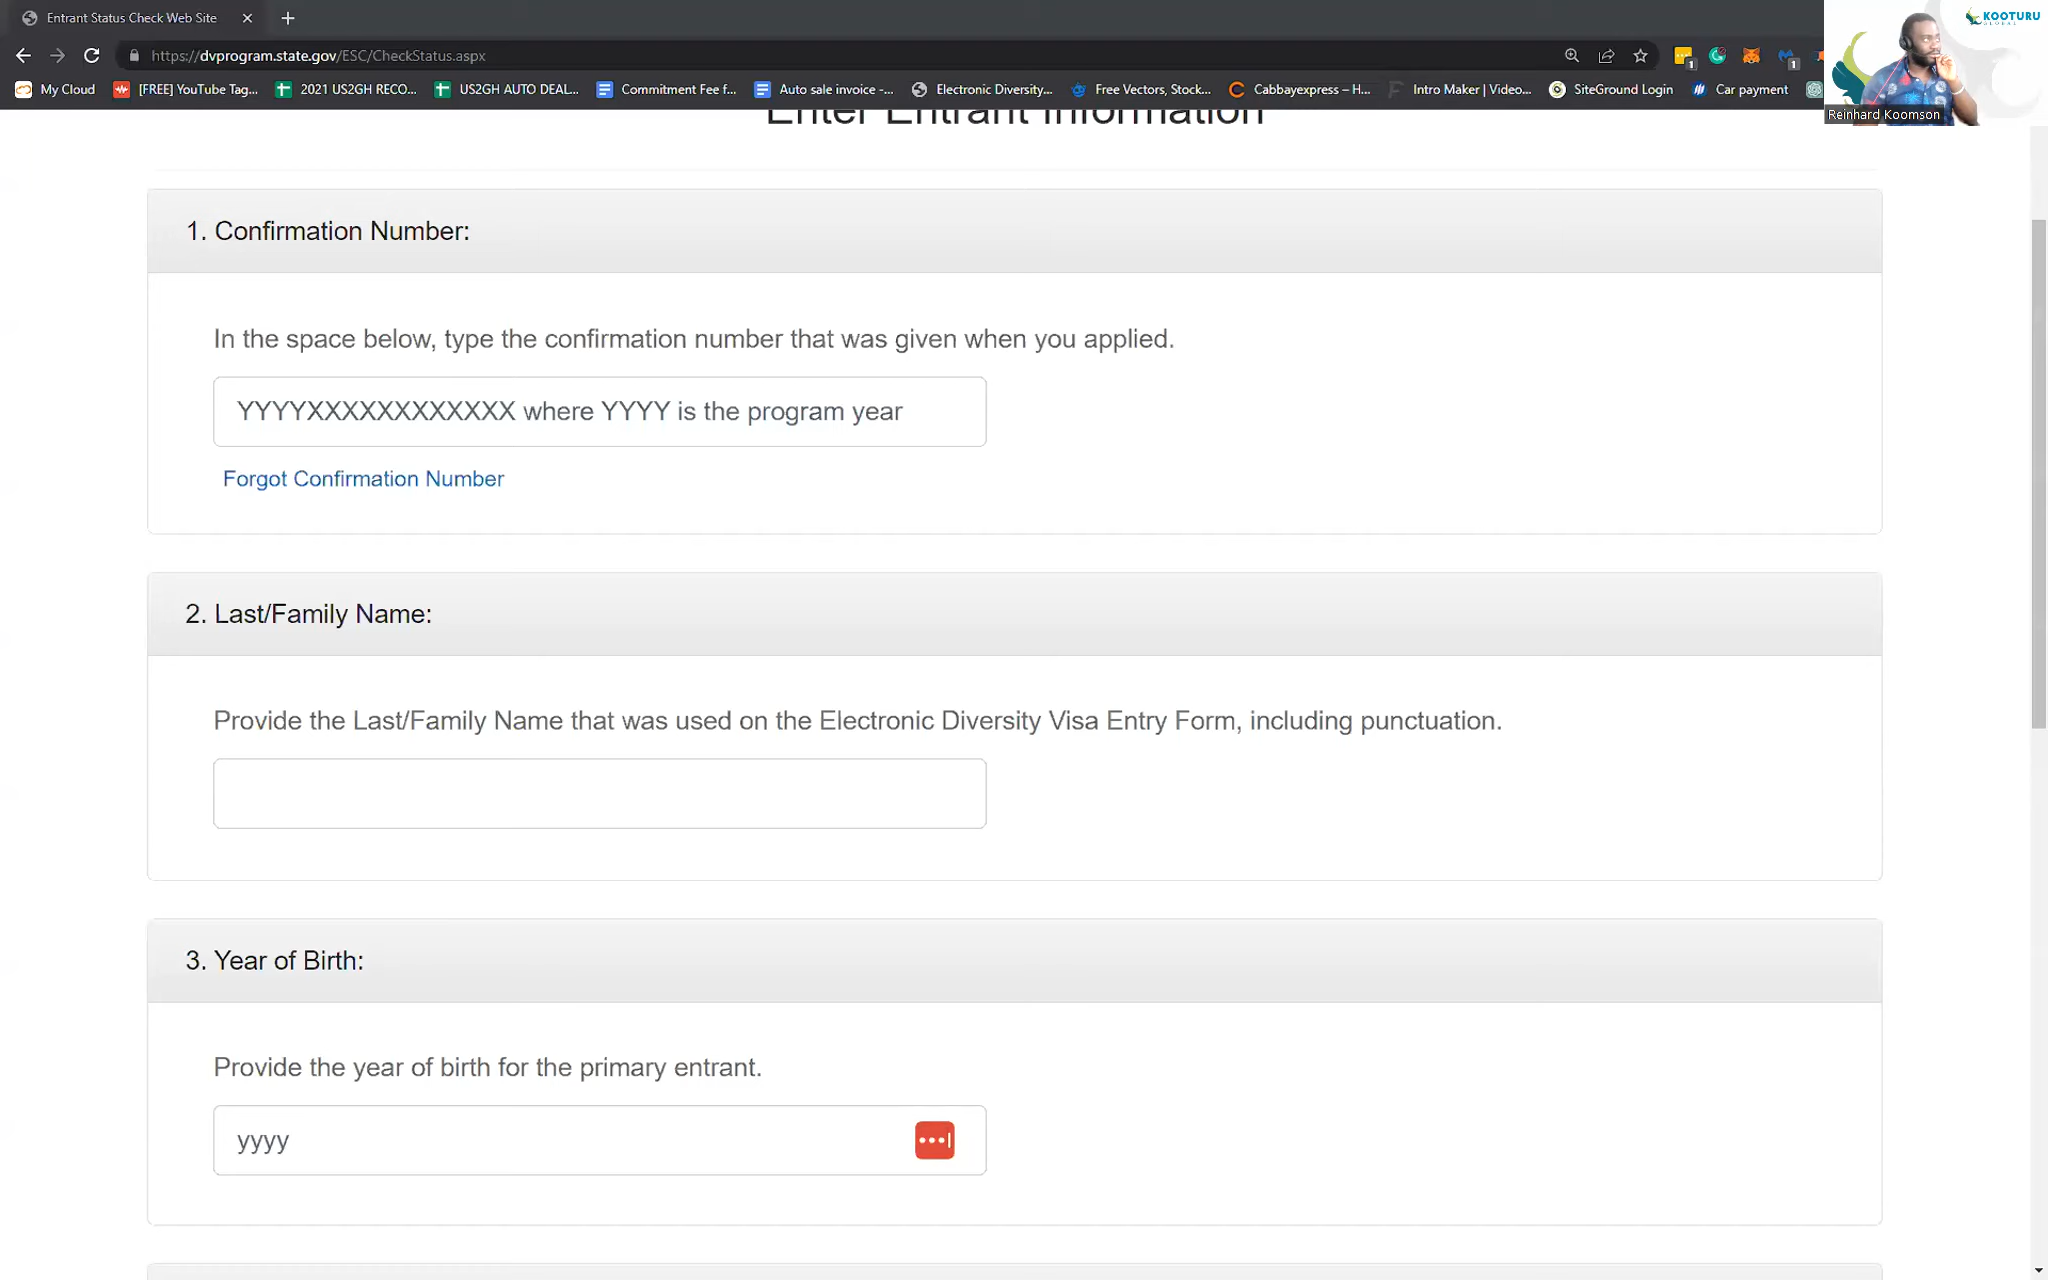 Entrant Status Check Web Site
https://dvprogram.state.gov/ESC/CheckStatus.aspx
My Cloud
[FREE] YouTube Tag...
2021 US2GH RECO...
US2GH AUTO DEAL...
Commitment Fee f...
Auto sale invoice -...
Electronic Diversity...
Free Vectors, Stock...
Cabbayexpress – H...
Intro Maker | Video...
SiteGround Login
Car payment
KOOTURU
GLOBAL
Reinhard Koomson
Enter Entrant Information
1. Confirmation Number:
In the space below, type the confirmation number that was given when you applied.
YYYYXXXXXXXXXXXX where YYYY is the program year
Forgot Confirmation Number
2. Last/Family Name:
Provide the Last/Family Name that was used on the Electronic Diversity Visa Entry Form, including punctuation.
3. Year of Birth:
Provide the year of birth for the primary entrant.
yyyy